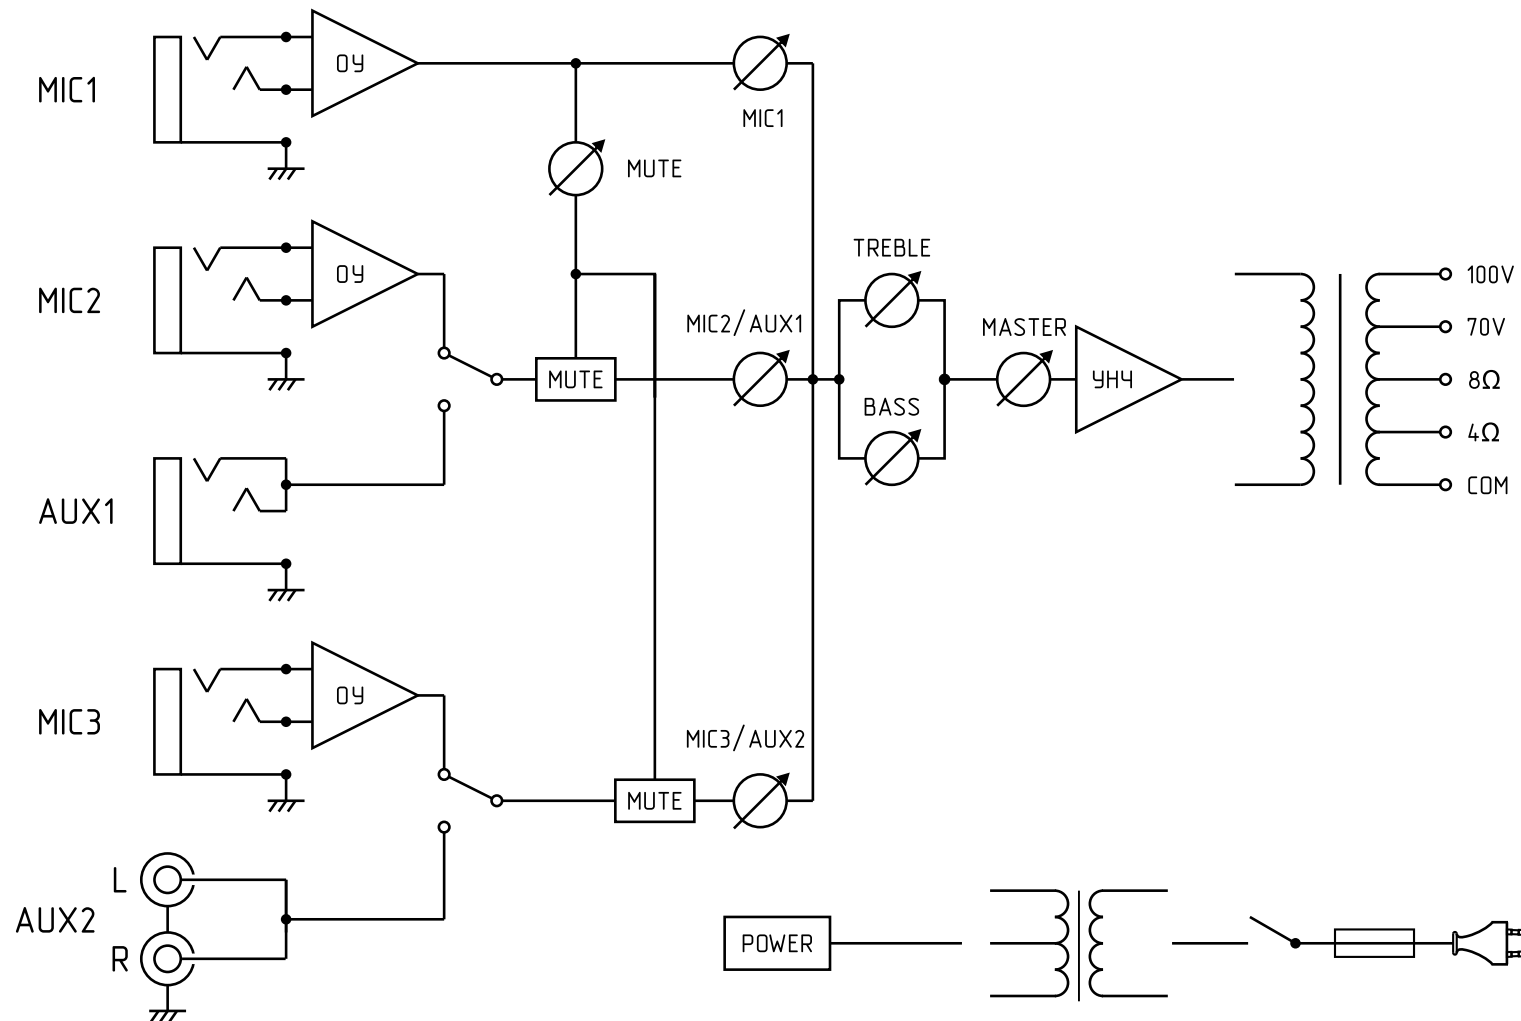 MIC1
ОУ
MIC1
MUTE
MIC2
ОУ
TREBLE
MIC2/AUX1
MASTER
100V
70V
MUTE
УНЧ
8Ω
BASS
4Ω
COM
AUX1
MIC3
ОУ
MIC3/AUX2
MUTE
L
AUX2
R
POWER